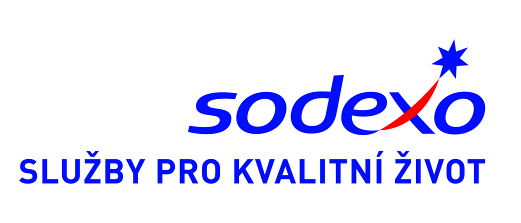 sodexo
SLUŽBY PRO KVALITNÍ ŽIVOT